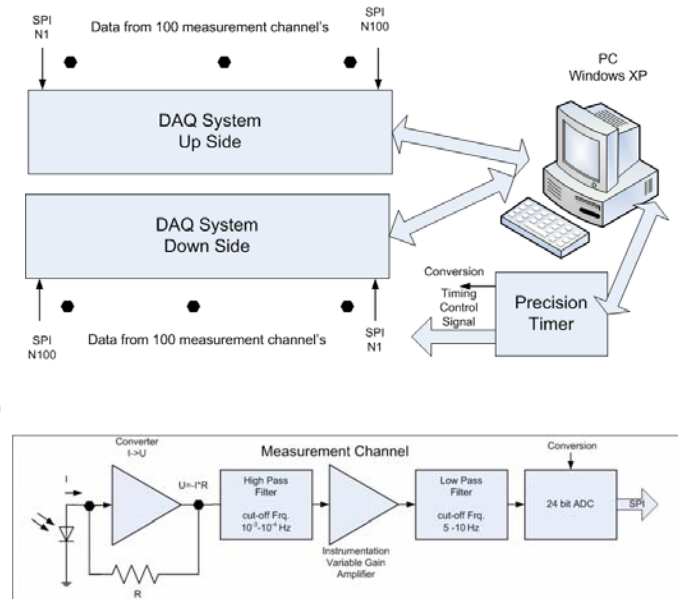 SPI
N1
Data from 100 measurement channel's
SPI
N100
PC
Windows XP
DAQ System
Up Side
DAQ System
Down Side
Conversion
Timing
Control
Signal
Precision
Timer
SPI
N100
Data from 100 measurement channel's
SPI
N1
Converter
I->U
Measurement Channel
Conversion
I
U=-I*R
High Pass
Filter
cut-off Frq.
10⁻³-10⁻⁴ Hz
Low Pass
Filter
cut-off Frq.
5 -10 Hz
24 bit ADC
SPI
Instrumentation
Variable Gain
Amplifier
R